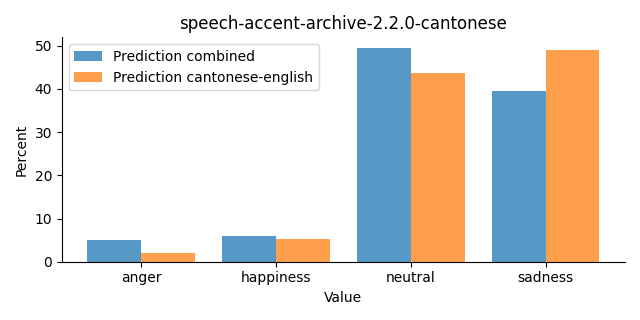 speech-accent-archive-2.2.0-cantonese
Prediction combined
Prediction cantonese-english
50
40
30
20
10
0
Percent
anger happiness neutral sadness
Value